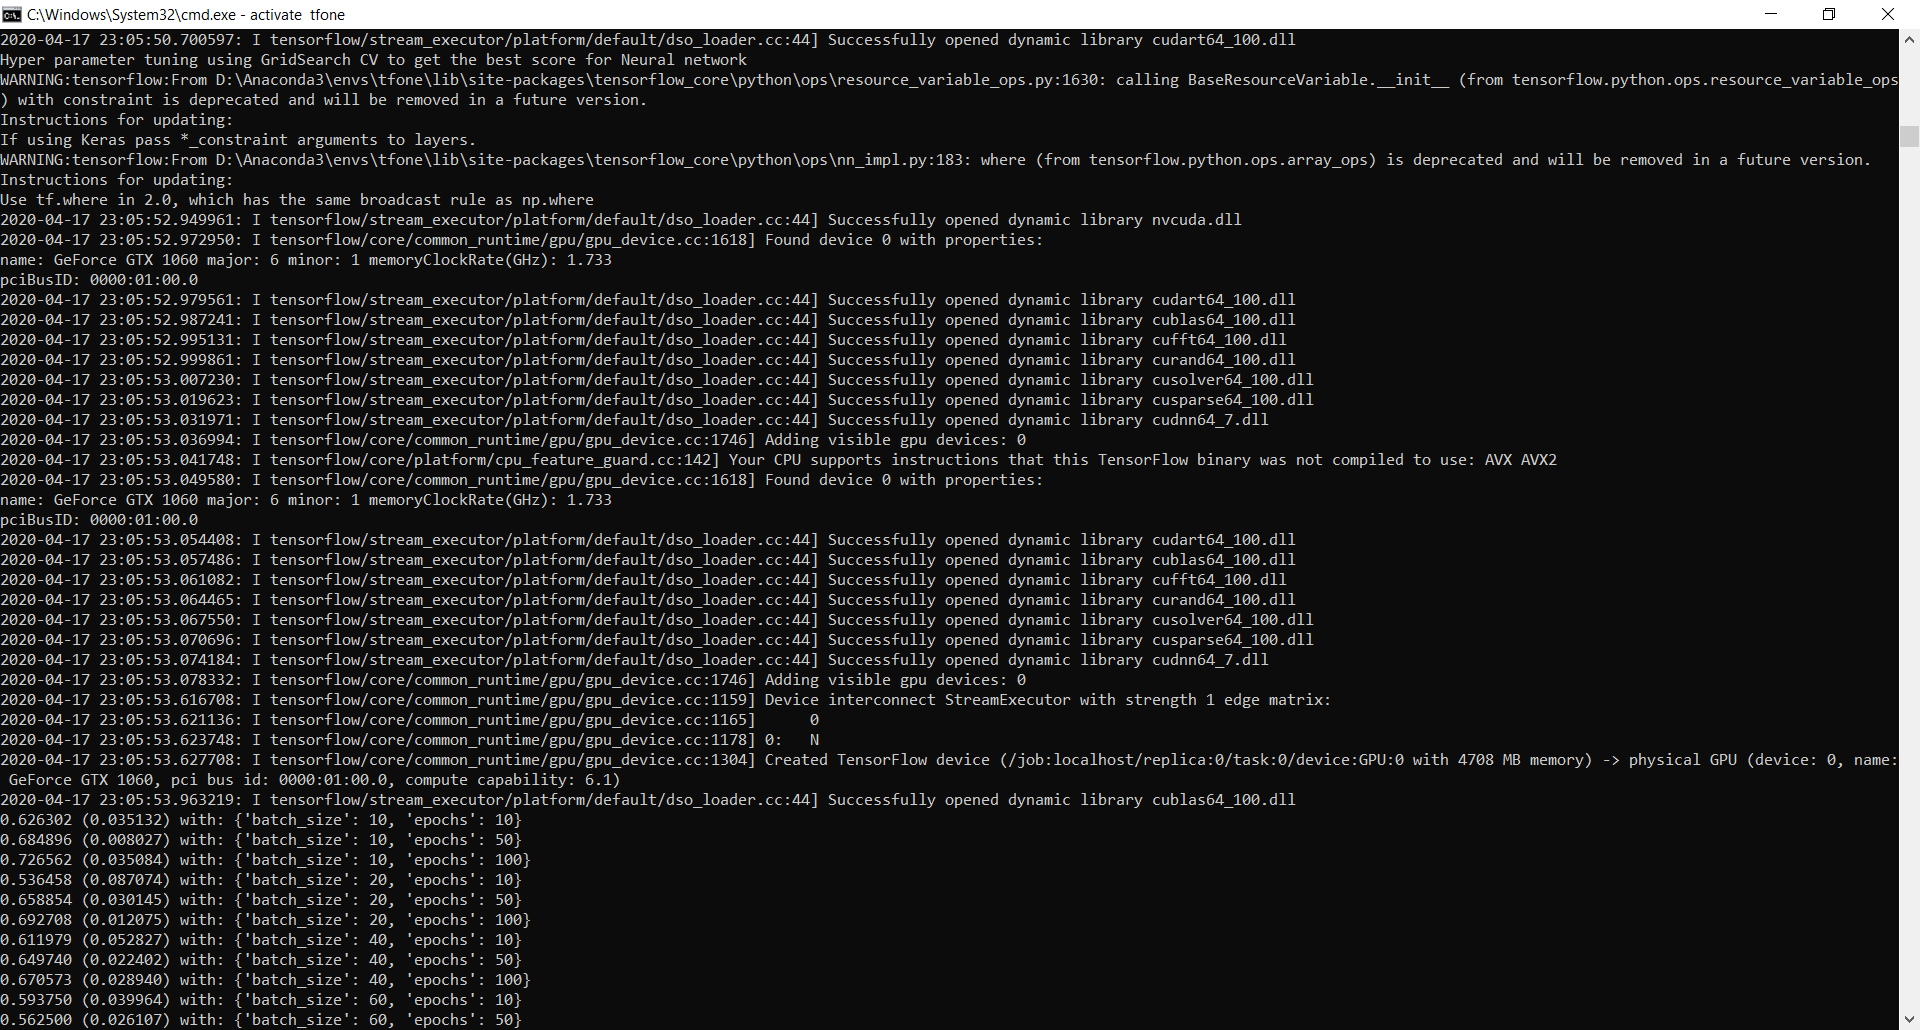 C:\Windows\System32\cmd.exe - activate  tfone
2020-04-17 23:05:50.700597: I tensorflow/stream_executor/platform/default/dso_loader.cc:44] Successfully opened dynamic library cudart64_100.dll
Hyper parameter tuning using GridSearch CV to get the best score for Neural network
WARNING:tensorflow:From D:\Anaconda3\envs\tfone\lib\site-packages\tensorflow_core\python\ops\resource_variable_ops.py:1630: calling BaseResourceVariable.__init__ (from tensorflow.python.ops.resource_variable_ops
) with constraint is deprecated and will be removed in a future version.
Instructions for updating:
If using Keras pass *_constraint arguments to layers.
WARNING:tensorflow:From D:\Anaconda3\envs\tfone\lib\site-packages\tensorflow_core\python\ops\nn_impl.py:183: where (from tensorflow.python.ops.array_ops) is deprecated and will be removed in a future version.
Instructions for updating:
Use tf.where in 2.0, which has the same broadcast rule as np.where
2020-04-17 23:05:52.949961: I tensorflow/stream_executor/platform/default/dso_loader.cc:44] Successfully opened dynamic library nvcuda.dll
2020-04-17 23:05:52.972950: I tensorflow/core/common_runtime/gpu/gpu_device.cc:1618] Found device 0 with properties:
name: GeForce GTX 1060 major: 6 minor: 1 memoryClockRate(GHz): 1.733
pciBusID: 0000:01:00.0
2020-04-17 23:05:52.979561: I tensorflow/stream_executor/platform/default/dso_loader.cc:44] Successfully opened dynamic library cudart64_100.dll
2020-04-17 23:05:52.987241: I tensorflow/stream_executor/platform/default/dso_loader.cc:44] Successfully opened dynamic library cublas64_100.dll
2020-04-17 23:05:52.995131: I tensorflow/stream_executor/platform/default/dso_loader.cc:44] Successfully opened dynamic library cufft64_100.dll
2020-04-17 23:05:52.999861: I tensorflow/stream_executor/platform/default/dso_loader.cc:44] Successfully opened dynamic library curand64_100.dll
2020-04-17 23:05:53.007230: I tensorflow/stream_executor/platform/default/dso_loader.cc:44] Successfully opened dynamic library cusolver64_100.dll
2020-04-17 23:05:53.019623: I tensorflow/stream_executor/platform/default/dso_loader.cc:44] Successfully opened dynamic library cusparse64_100.dll
2020-04-17 23:05:53.031971: I tensorflow/stream_executor/platform/default/dso_loader.cc:44] Successfully opened dynamic library cudnn64_7.dll
2020-04-17 23:05:53.036994: I tensorflow/core/common_runtime/gpu/gpu_device.cc:1746] Adding visible gpu devices: 0
2020-04-17 23:05:53.041748: I tensorflow/core/platform/cpu_feature_guard.cc:142] Your CPU supports instructions that this TensorFlow binary was not compiled to use: AVX AVX2
2020-04-17 23:05:53.049580: I tensorflow/core/common_runtime/gpu/gpu_device.cc:1618] Found device 0 with properties:
name: GeForce GTX 1060 major: 6 minor: 1 memoryClockRate(GHz): 1.733
pciBusID: 0000:01:00.0
2020-04-17 23:05:53.054408: I tensorflow/stream_executor/platform/default/dso_loader.cc:44] Successfully opened dynamic library cudart64_100.dll
2020-04-17 23:05:53.057486: I tensorflow/stream_executor/platform/default/dso_loader.cc:44] Successfully opened dynamic library cublas64_100.dll
2020-04-17 23:05:53.061082: I tensorflow/stream_executor/platform/default/dso_loader.cc:44] Successfully opened dynamic library cufft64_100.dll
2020-04-17 23:05:53.064465: I tensorflow/stream_executor/platform/default/dso_loader.cc:44] Successfully opened dynamic library curand64_100.dll
2020-04-17 23:05:53.067550: I tensorflow/stream_executor/platform/default/dso_loader.cc:44] Successfully opened dynamic library cusolver64_100.dll
2020-04-17 23:05:53.070696: I tensorflow/stream_executor/platform/default/dso_loader.cc:44] Successfully opened dynamic library cusparse64_100.dll
2020-04-17 23:05:53.074184: I tensorflow/stream_executor/platform/default/dso_loader.cc:44] Successfully opened dynamic library cudnn64_7.dll
2020-04-17 23:05:53.078332: I tensorflow/core/common_runtime/gpu/gpu_device.cc:1746] Adding visible gpu devices: 0
2020-04-17 23:05:53.616708: I tensorflow/core/common_runtime/gpu/gpu_device.cc:1159] Device interconnect StreamExecutor with strength 1 edge matrix:
2020-04-17 23:05:53.621136: I tensorflow/core/common_runtime/gpu/gpu_device.cc:1165]      0
2020-04-17 23:05:53.623748: I tensorflow/core/common_runtime/gpu/gpu_device.cc:1178] 0:   N
2020-04-17 23:05:53.627708: I tensorflow/core/common_runtime/gpu/gpu_device.cc:1304] Created TensorFlow device (/job:localhost/replica:0/task:0/device:GPU:0 with 4708 MB memory) -> physical GPU (device: 0, name:
 GeForce GTX 1060, pci bus id: 0000:01:00.0, compute capability: 6.1)
2020-04-17 23:05:53.963219: I tensorflow/stream_executor/platform/default/dso_loader.cc:44] Successfully opened dynamic library cublas64_100.dll
0.626302 (0.035132) with: {'batch_size': 10, 'epochs': 10}
0.684896 (0.008027) with: {'batch_size': 10, 'epochs': 50}
0.726562 (0.035084) with: {'batch_size': 10, 'epochs': 100}
0.536458 (0.087074) with: {'batch_size': 20, 'epochs': 10}
0.658854 (0.030145) with: {'batch_size': 20, 'epochs': 50}
0.692708 (0.012075) with: {'batch_size': 20, 'epochs': 100}
0.611979 (0.052827) with: {'batch_size': 40, 'epochs': 10}
0.649740 (0.022402) with: {'batch_size': 40, 'epochs': 50}
0.670573 (0.028940) with: {'batch_size': 40, 'epochs': 100}
0.593750 (0.039964) with: {'batch_size': 60, 'epochs': 10}
0.562500 (0.026107) with: {'batch_size': 60, 'epochs': 50}